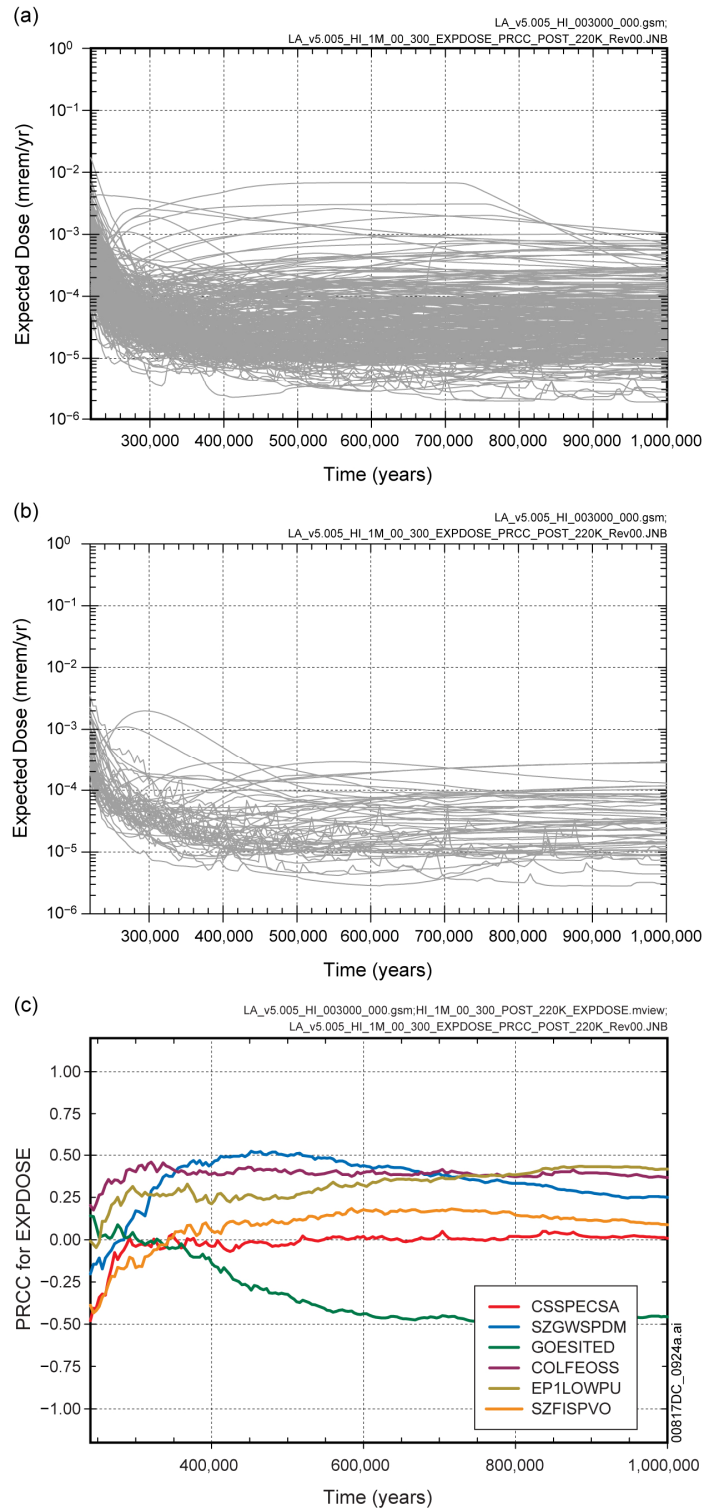 (a)
LA_v5.005_HI_003000_000.gsm;
LA_v5.005_HI_1M_00_300_EXPDOSE_PRCC_POST_220K_Rev00.JNB
10⁰
10⁻¹
10⁻²
10⁻³
10⁻⁴
10⁻⁵
10⁻⁶
Expected Dose (mrem/yr)
300,000 400,000 500,000 600,000 700,000 800,000 900,000 1,000,000
Time (years)
(b)
LA_v5.005_HI_003000_000.gsm;
LA_v5.005_HI_1M_00_300_EXPDOSE_PRCC_POST_220K_Rev00.JNB
10⁰
10⁻¹
10⁻²
10⁻³
10⁻⁴
10⁻⁵
10⁻⁶
Expected Dose (mrem/yr)
300,000 400,000 500,000 600,000 700,000 800,000 900,000 1,000,000
Time (years)
(c)
LA_v5.005_HI_003000_000.gsm;HI_1M_00_300_POST_220K_EXPDOSE.mview;
LA_v5.005_HI_1M_00_300_EXPDOSE_PRCC_POST_220K_Rev00.JNB
1.00
0.75
0.50
0.25
0.00
−0.25
−0.50
−0.75
−1.00
PRCC for EXPDOSE
CSSPECSA
SZGWSPDM
GOESITED
COLFEOSS
EP1LOWPU
SZFISPVO
400,000 600,000 800,000 1,000,000
Time (years)
00817DC_0924a.ai